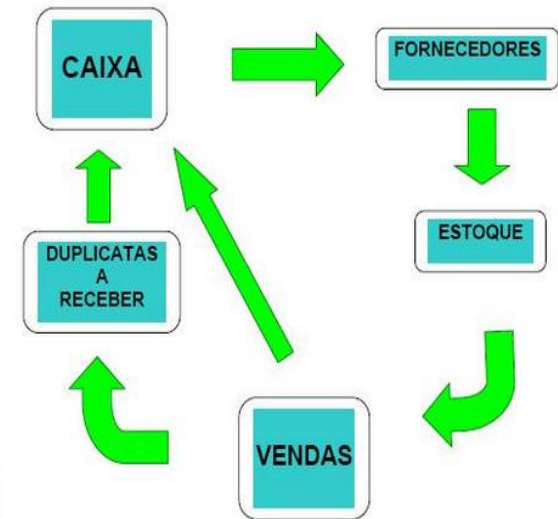 CAIXA
FORNECEDORES
ESTOQUE
DUPLICATAS
A
RECEBER
VENDAS